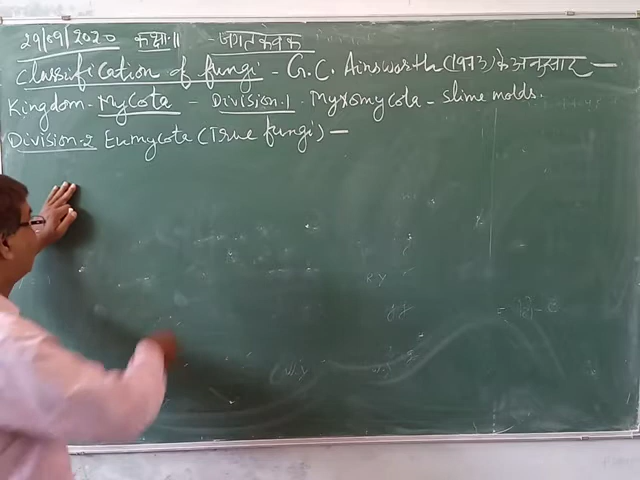 29/09/2020 कक्षा॥ - जगत कवक
Classification of fungi - G.C. Ainsworth (1973) के अनुसार -
Kingdom - Mycota - Division.1 - Myxomycota - Slime molds.
Division-2 Eumycota (True fungi) -